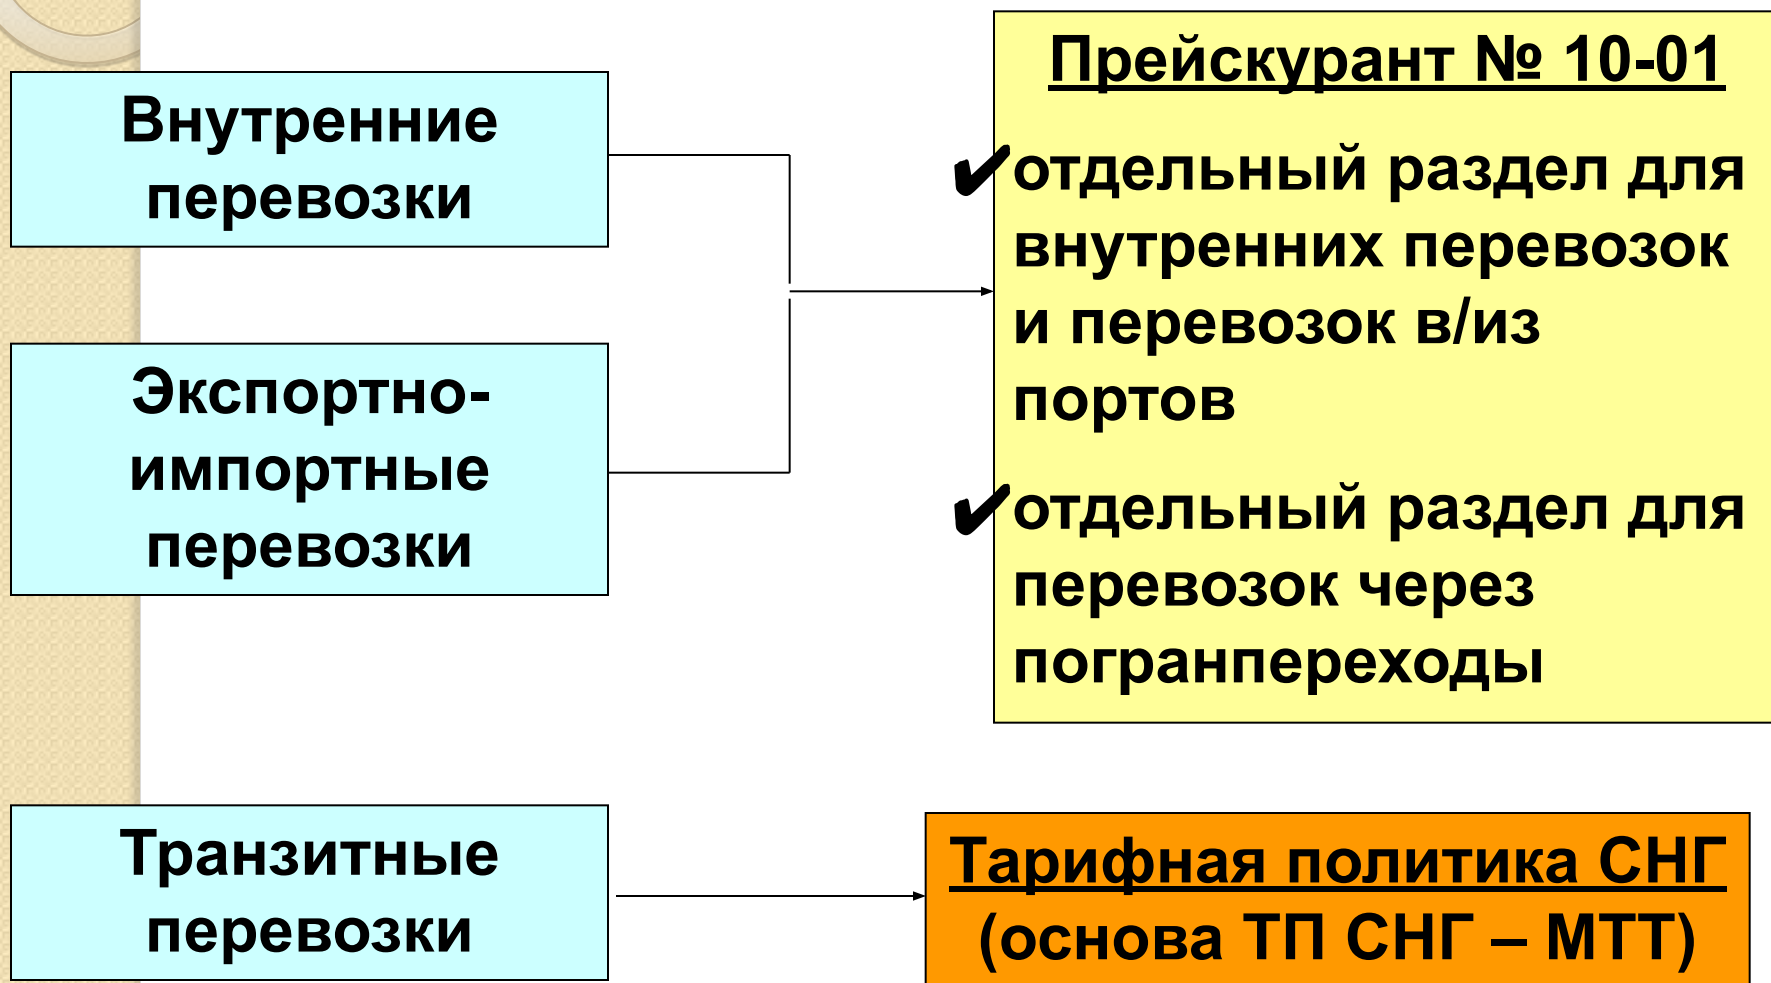 Внутренние
перевозки
Экспортно-
импортные
перевозки
Транзитные
перевозки
Прейскурант № 10-01
✔отдельный раздел для
внутренних перевозок
и перевозок в/из
портов
✔отдельный раздел для
перевозок через
погранпереходы
Тарифная политика СНГ
(основа ТП СНГ – МТТ)